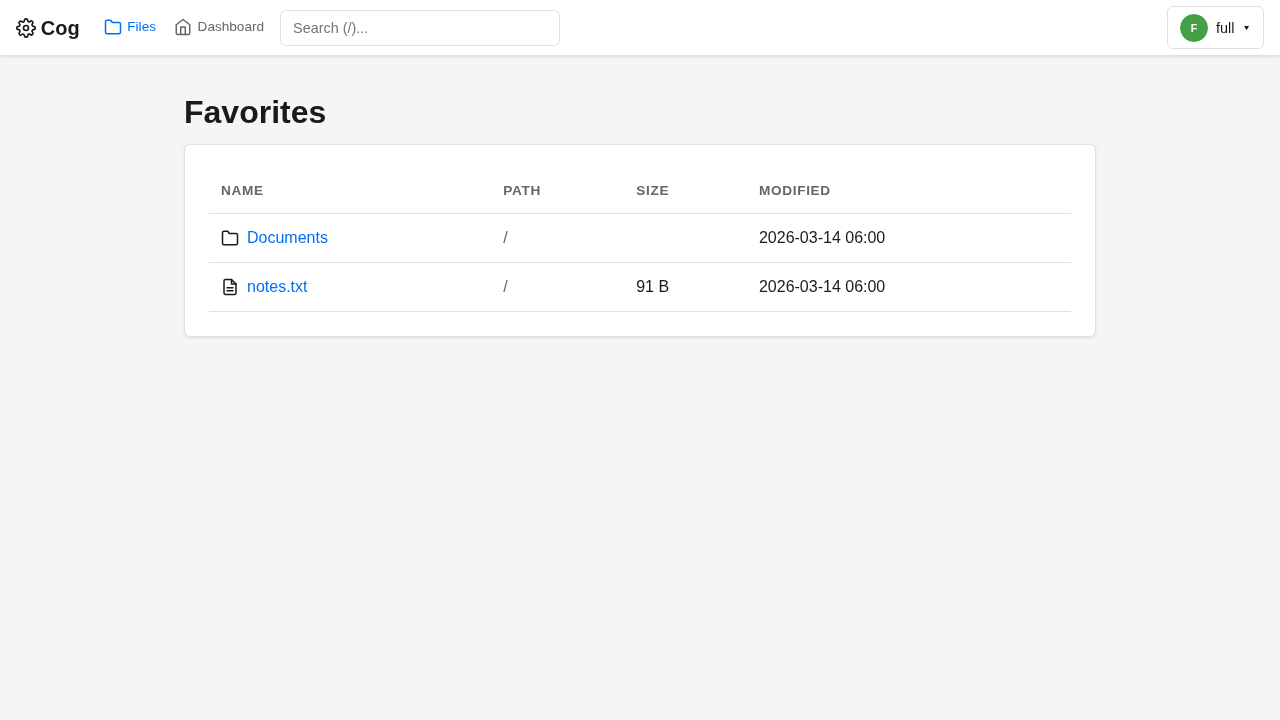 Cog Files Dashboard Search (/)... F full
Favorites
NAME PATH SIZE MODIFIED
Documents / 2026-03-14 06:00
notes.txt / 91 B 2026-03-14 06:00